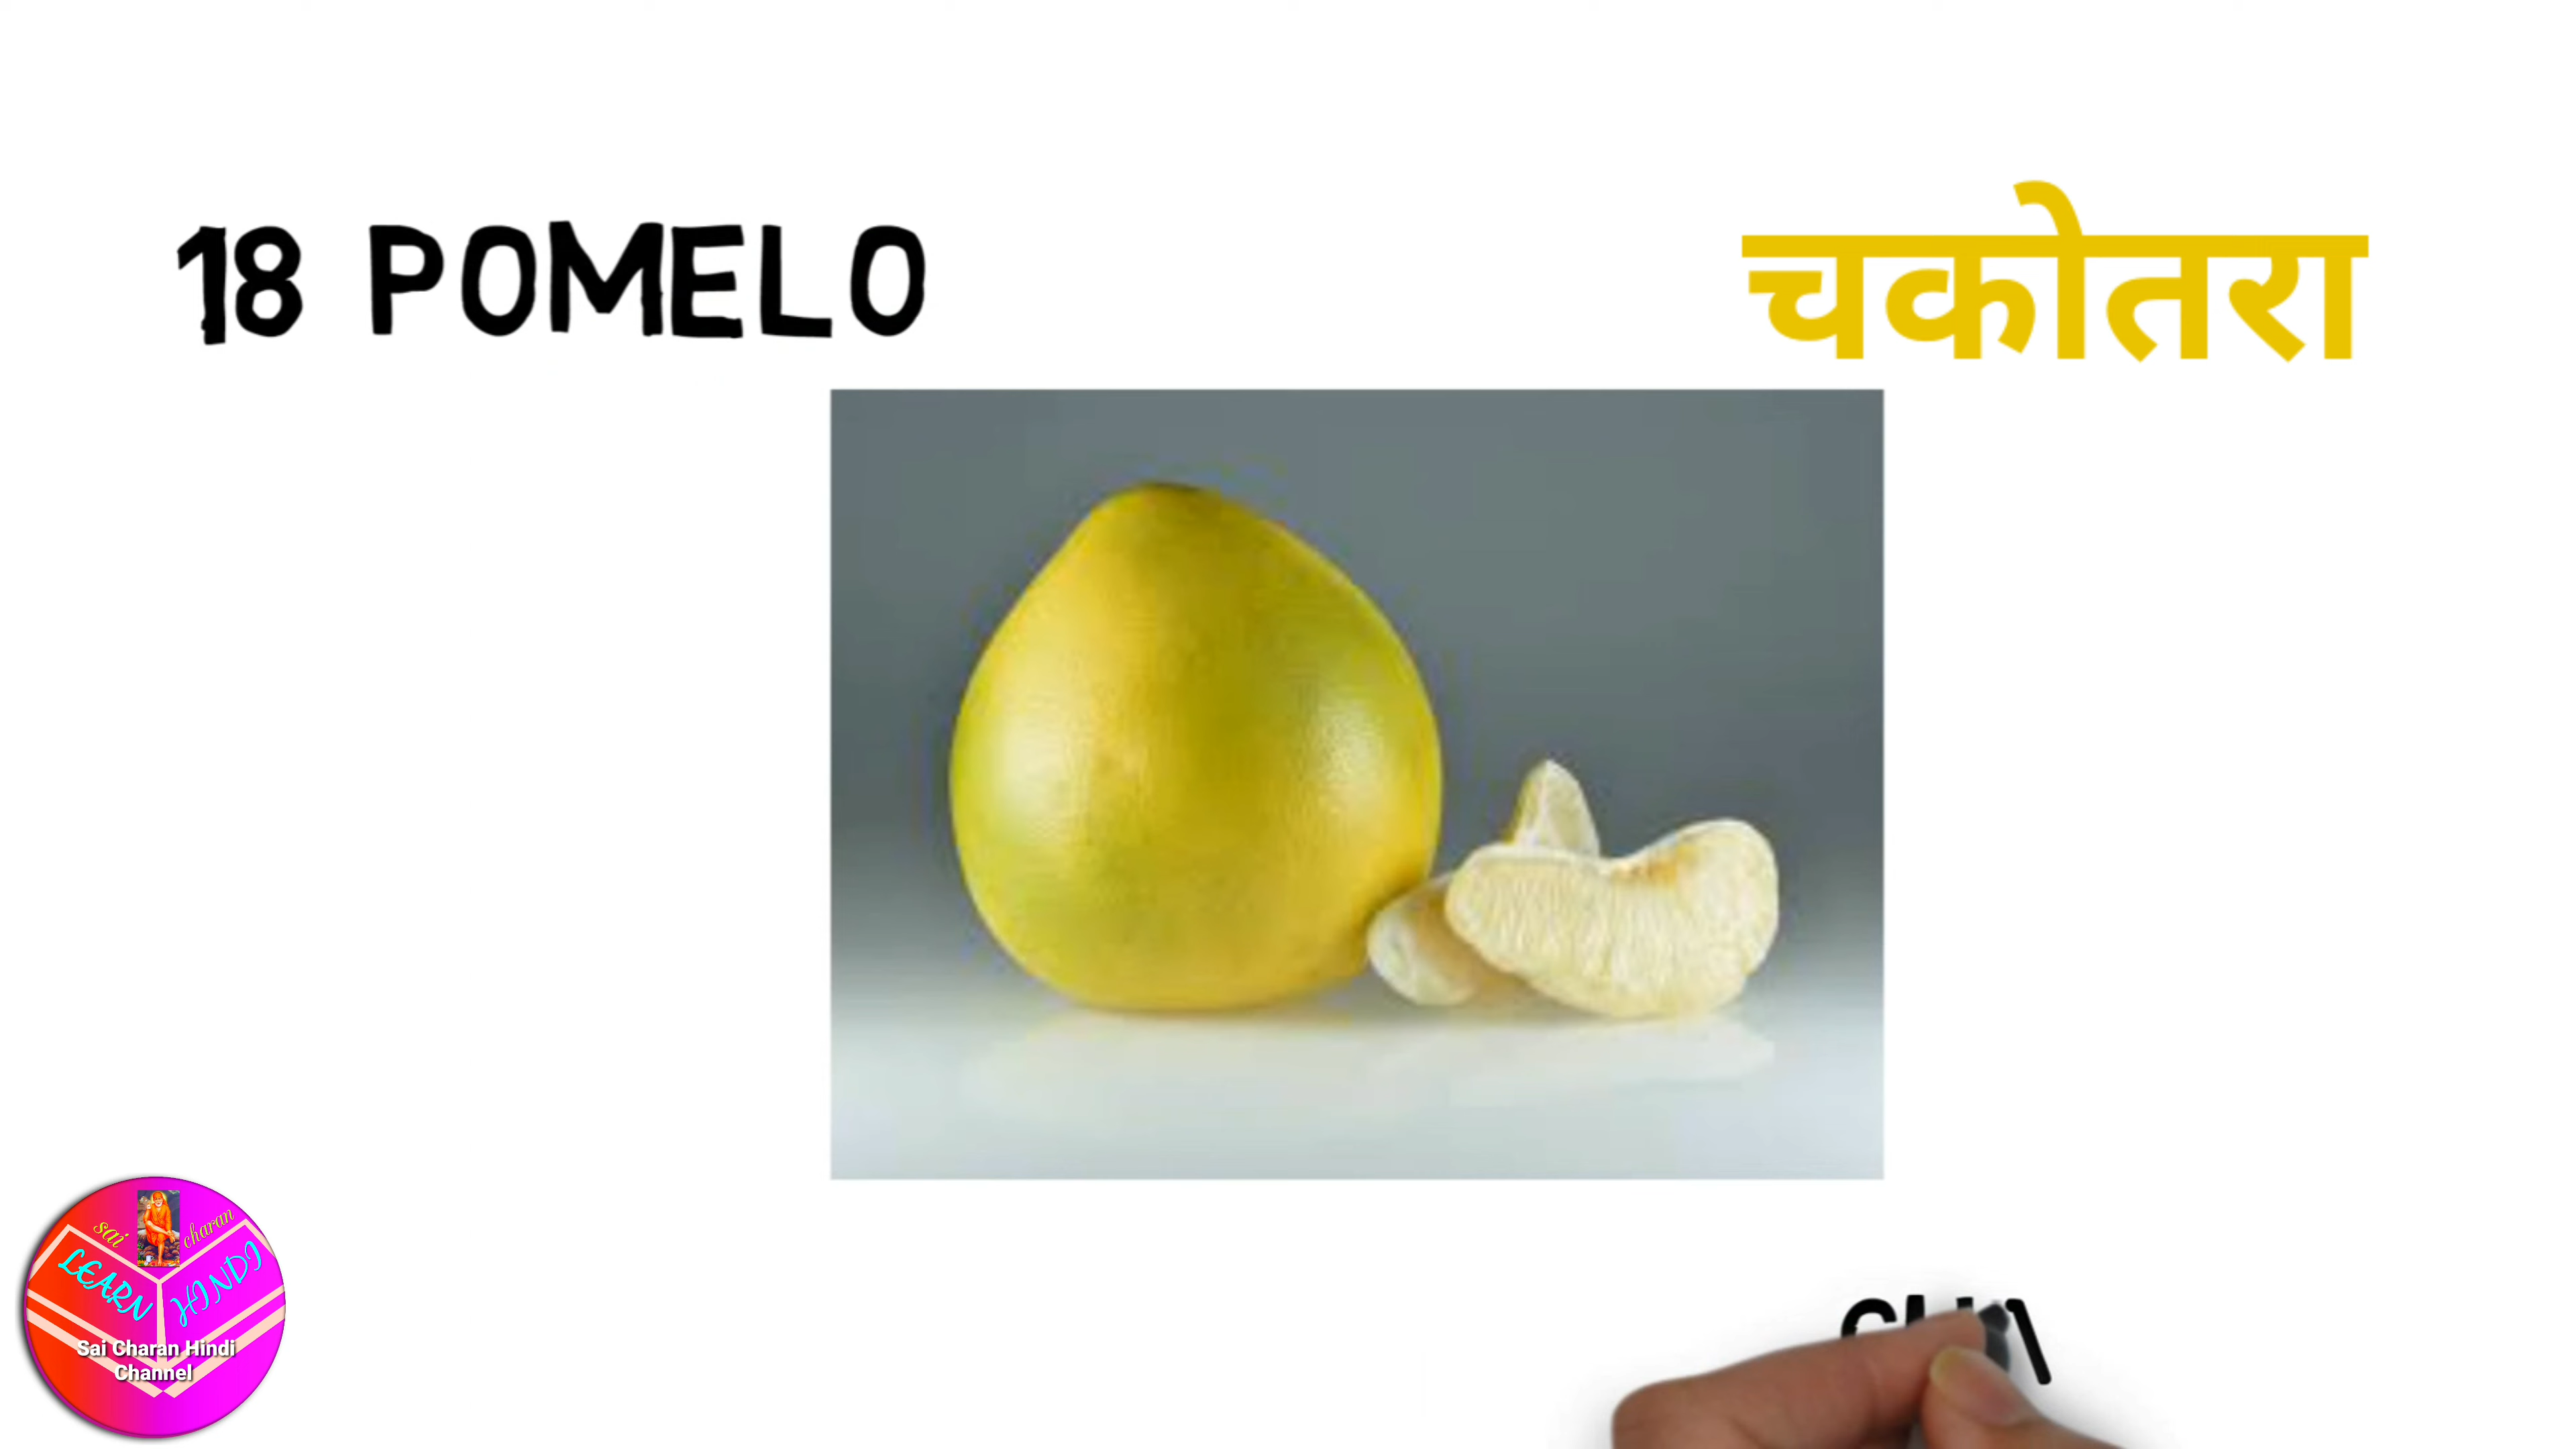 18 POMELO
चकोतरा
sai charan
LEARN HINDI
Sai Charan Hindi
Channel